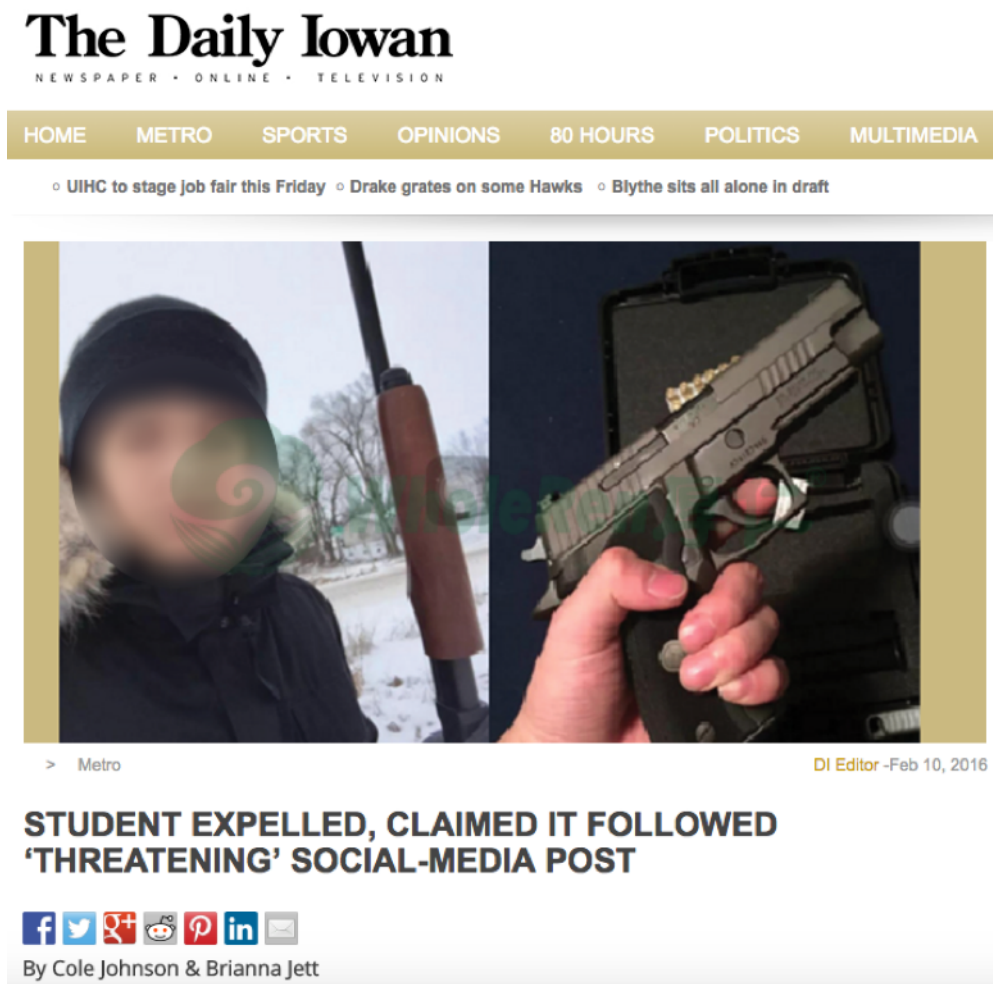 The Daily Iowan
NEWSPAPER • ONLINE • TELEVISION
HOME METRO SPORTS OPINIONS 80 HOURS POLITICS MULTIMEDIA
UIHC to stage job fair this Friday Drake grates on some Hawks Blythe sits all alone in draft
WholeRen
> Metro DI Editor -Feb 10, 2016
STUDENT EXPELLED, CLAIMED IT FOLLOWED
‘THREATENING’ SOCIAL-MEDIA POST
By Cole Johnson & Brianna Jett